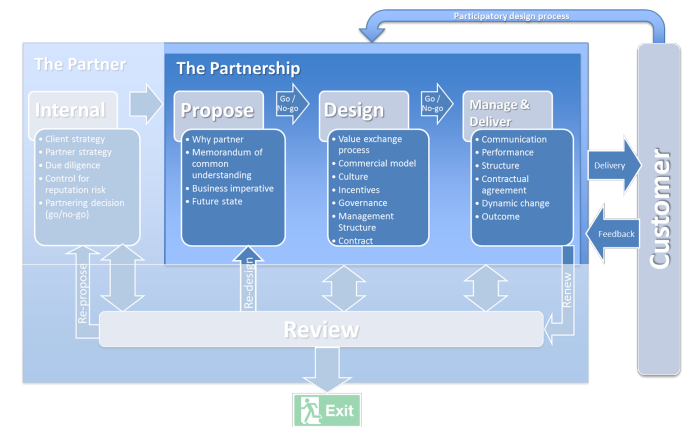 Participatory design process
The Partner
The Partnership
Internal
• Client strategy
• Partner strategy
• Due diligence
• Control for
reputation risk
• Partnering decision
(go/no-go)
Propose
• Why partner
• Memorandum of
common
understanding
• Business imperative
• Future state
Go /
No-go
Design
• Value exchange
process
• Commercial model
• Culture
• Incentives
• Governance
• Management
Structure
• Contract
Go /
No-go
Manage &
Deliver
• Communication
• Performance
• Structure
• Contractual
agreement
• Dynamic change
• Outcome
Delivery
Feedback
Customer
Re-propose
Re-design
Renew
Review
Exit